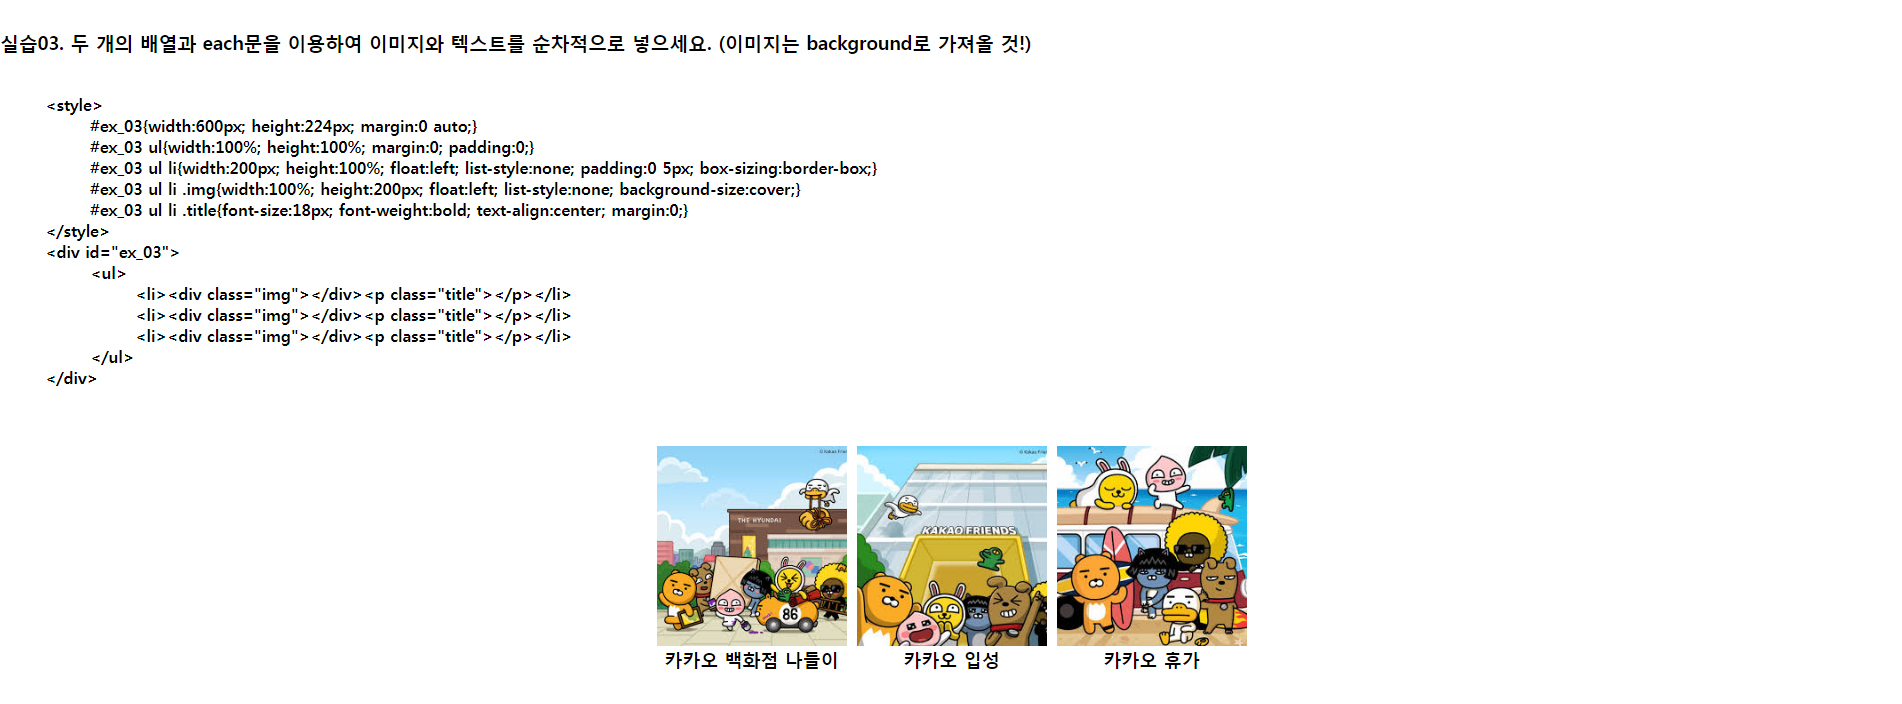 실습03. 두 개의 배열과 each문을 이용하여 이미지와 텍스트를 순차적으로 넣으세요. (이미지는 background로 가져올 것!)
<style>
#ex_03{width:600px; height:224px; margin:0 auto;}
#ex_03 ul{width:100%; height:100%; margin:0; padding:0;}
#ex_03 ul li{width:200px; height:100%; float:left; list-style:none; padding:0 5px; box-sizing:border-box;}
#ex_03 ul li .img{width:100%; height:200px; float:left; list-style:none; background-size:cover;}
#ex_03 ul li .title{font-size:18px; font-weight:bold; text-align:center; margin:0;}
</style>
<div id="ex_03">
<ul>
<li><div class="img"></div><p class="title"></p></li>
<li><div class="img"></div><p class="title"></p></li>
<li><div class="img"></div><p class="title"></p></li>
</ul>
</div>
THE HYUNDAI
86
KAKAO FRIENDS
카카오 백화점 나들이
카카오 입성
카카오 휴가